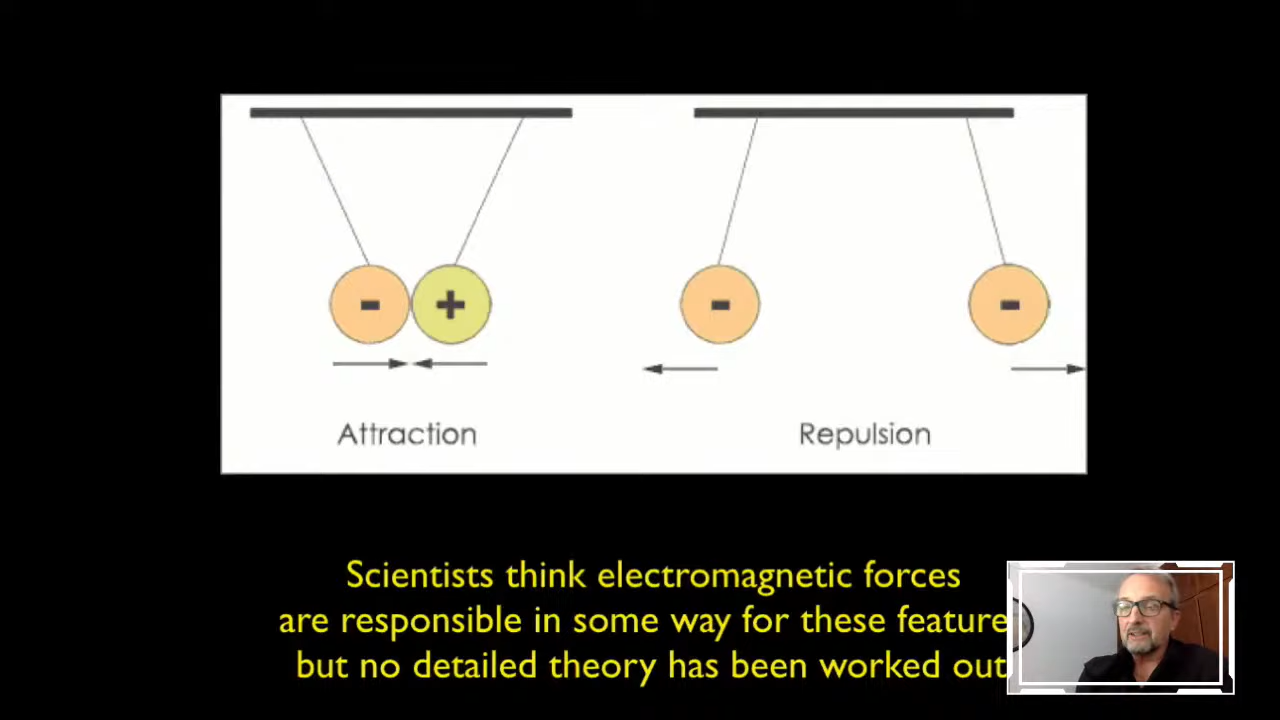 - + - -
Attraction Repulsion
Scientists think electromagnetic forces
are responsible in some way for these feature
but no detailed theory has been worked out